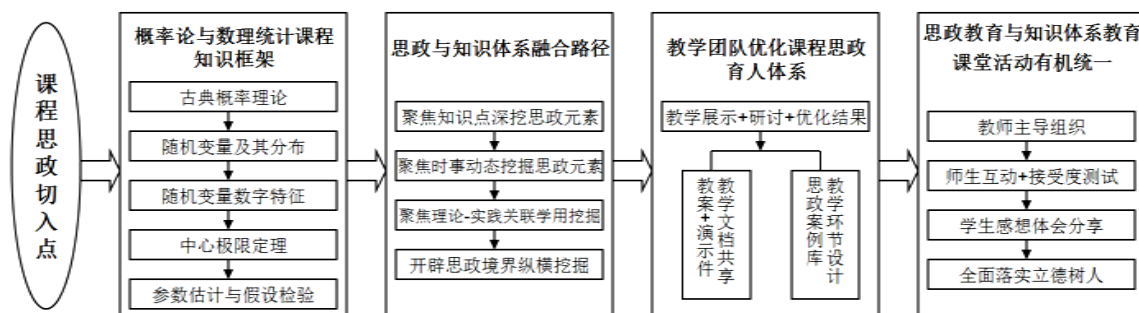 课程思政切入点
概率论与数理统计课程
知识框架
古典概率理论
随机变量及其分布
随机变量数字特征
中心极限定理
参数估计与假设检验
思政与知识体系融合路径
聚焦知识点深挖思政元素
聚焦时事动态挖掘思政元素
聚焦理论-实践关联学用挖掘
开辟思政境界纵横挖掘
教学团队优化课程思政
育人体系
教学展示+研讨+优化结果
教学文档共享
教案+演示件
教学环节设计
思政案例库
思政教育与知识体系教育
课堂活动有机统一
教师主导组织
师生互动+接受度测试
学生感想体会分享
全面落实立德树人